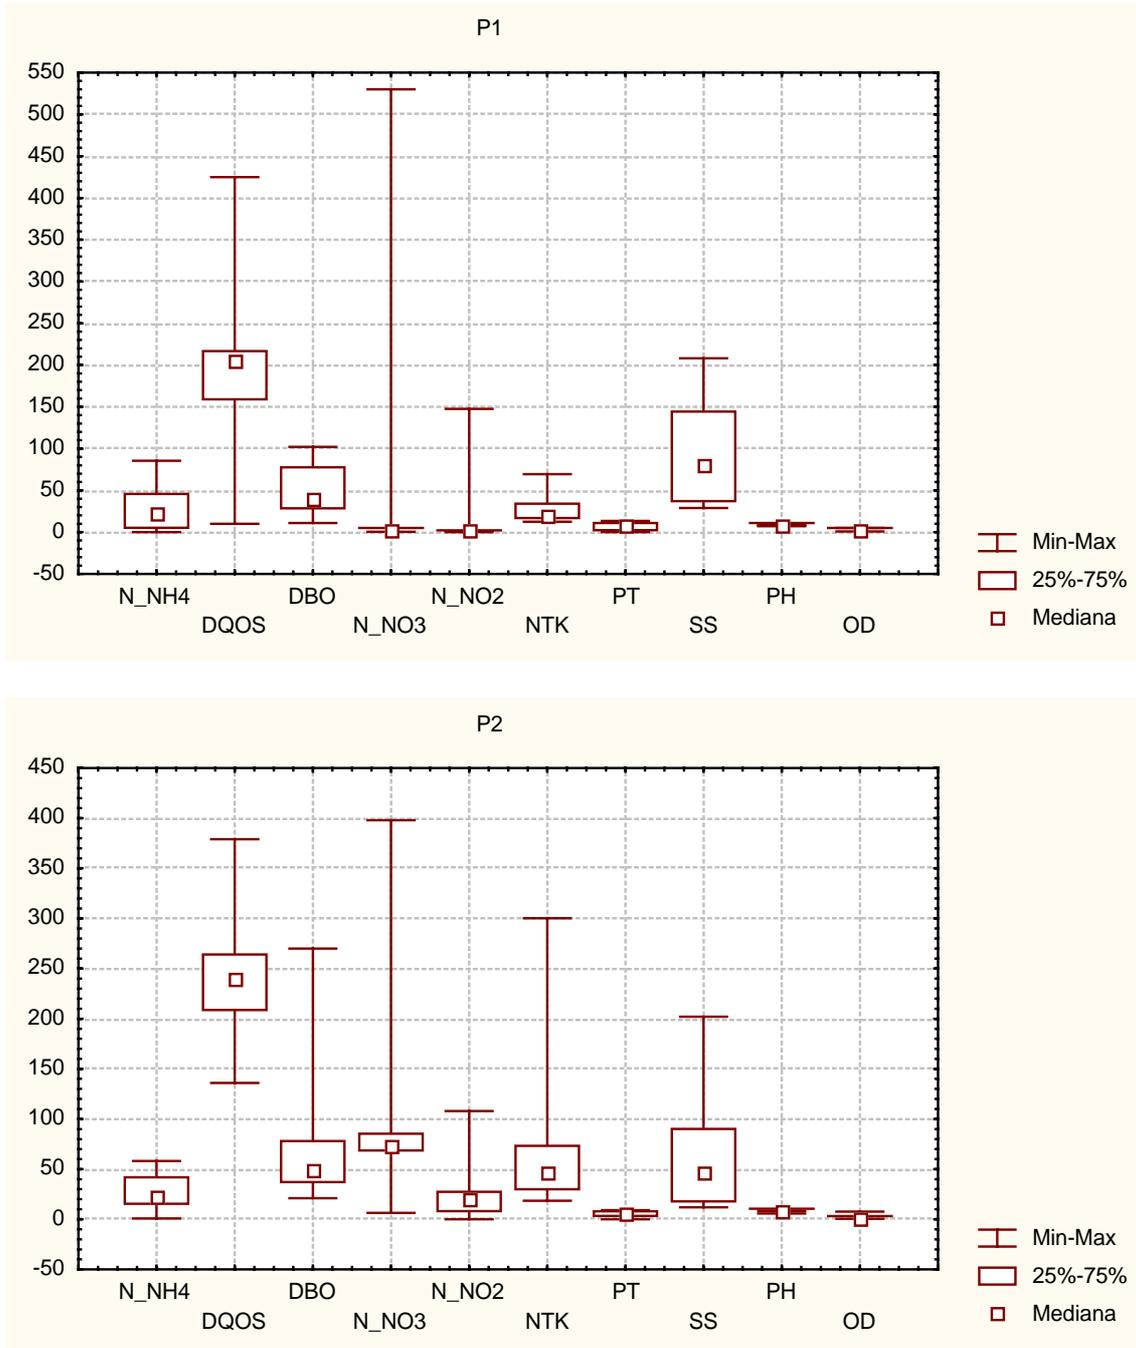 P1
550
500
450
400
350
300
250
200
150
100
50
0
-50
N_NH4 DBO N_NO2 PT PH
DQOS N_NO3 NTK SS OD
Min-Max
25%-75%
Mediana
P2
450
400
350
300
250
200
150
100
50
0
-50
N_NH4 DBO N_NO2 PT PH
DQOS N_NO3 NTK SS OD
Min-Max
25%-75%
Mediana